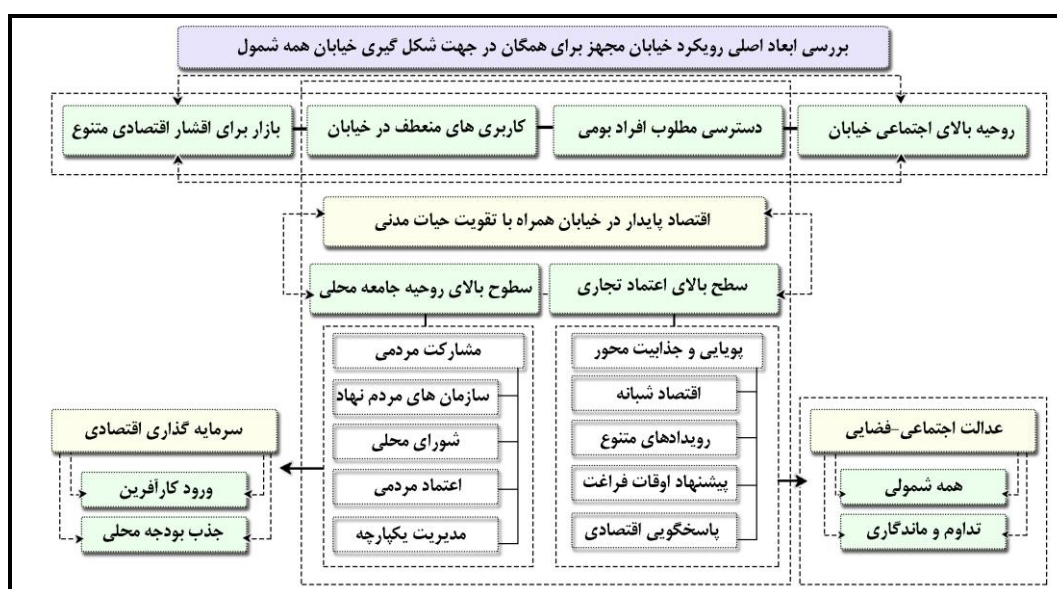 بررسی ابعاد اصلی رویکرد خیابان مجهز برای همگان در جهت شکل گیری خیابان همه شمول
روحیه بالای اجتماعی خیابان
دسترسی مطلوب افراد بومی
کاربری های منعطف در خیابان
بازار برای اقشار اقتصادی متنوع
اقتصاد پایدار در خیابان همراه با تقویت حیات مدنی
سطح بالای اعتماد تجاری
سطوح بالای روحیه جامعه محلی
پویایی و جذابیت محور
اقتصاد شبانه
رویدادهای متنوع
پیشنهاد اوقات فراغت
پاسخگویی اقتصادی
مشارکت مردمی
سازمان های مردم نهاد
شورای محلی
اعتماد مردمی
مدیریت یکپارچه
عدالت اجتماعی-فضایی
همه شمولی
تداوم و ماندگاری
سرمایه گذاری اقتصادی
ورود کارآفرین
جذب بودجه محلی